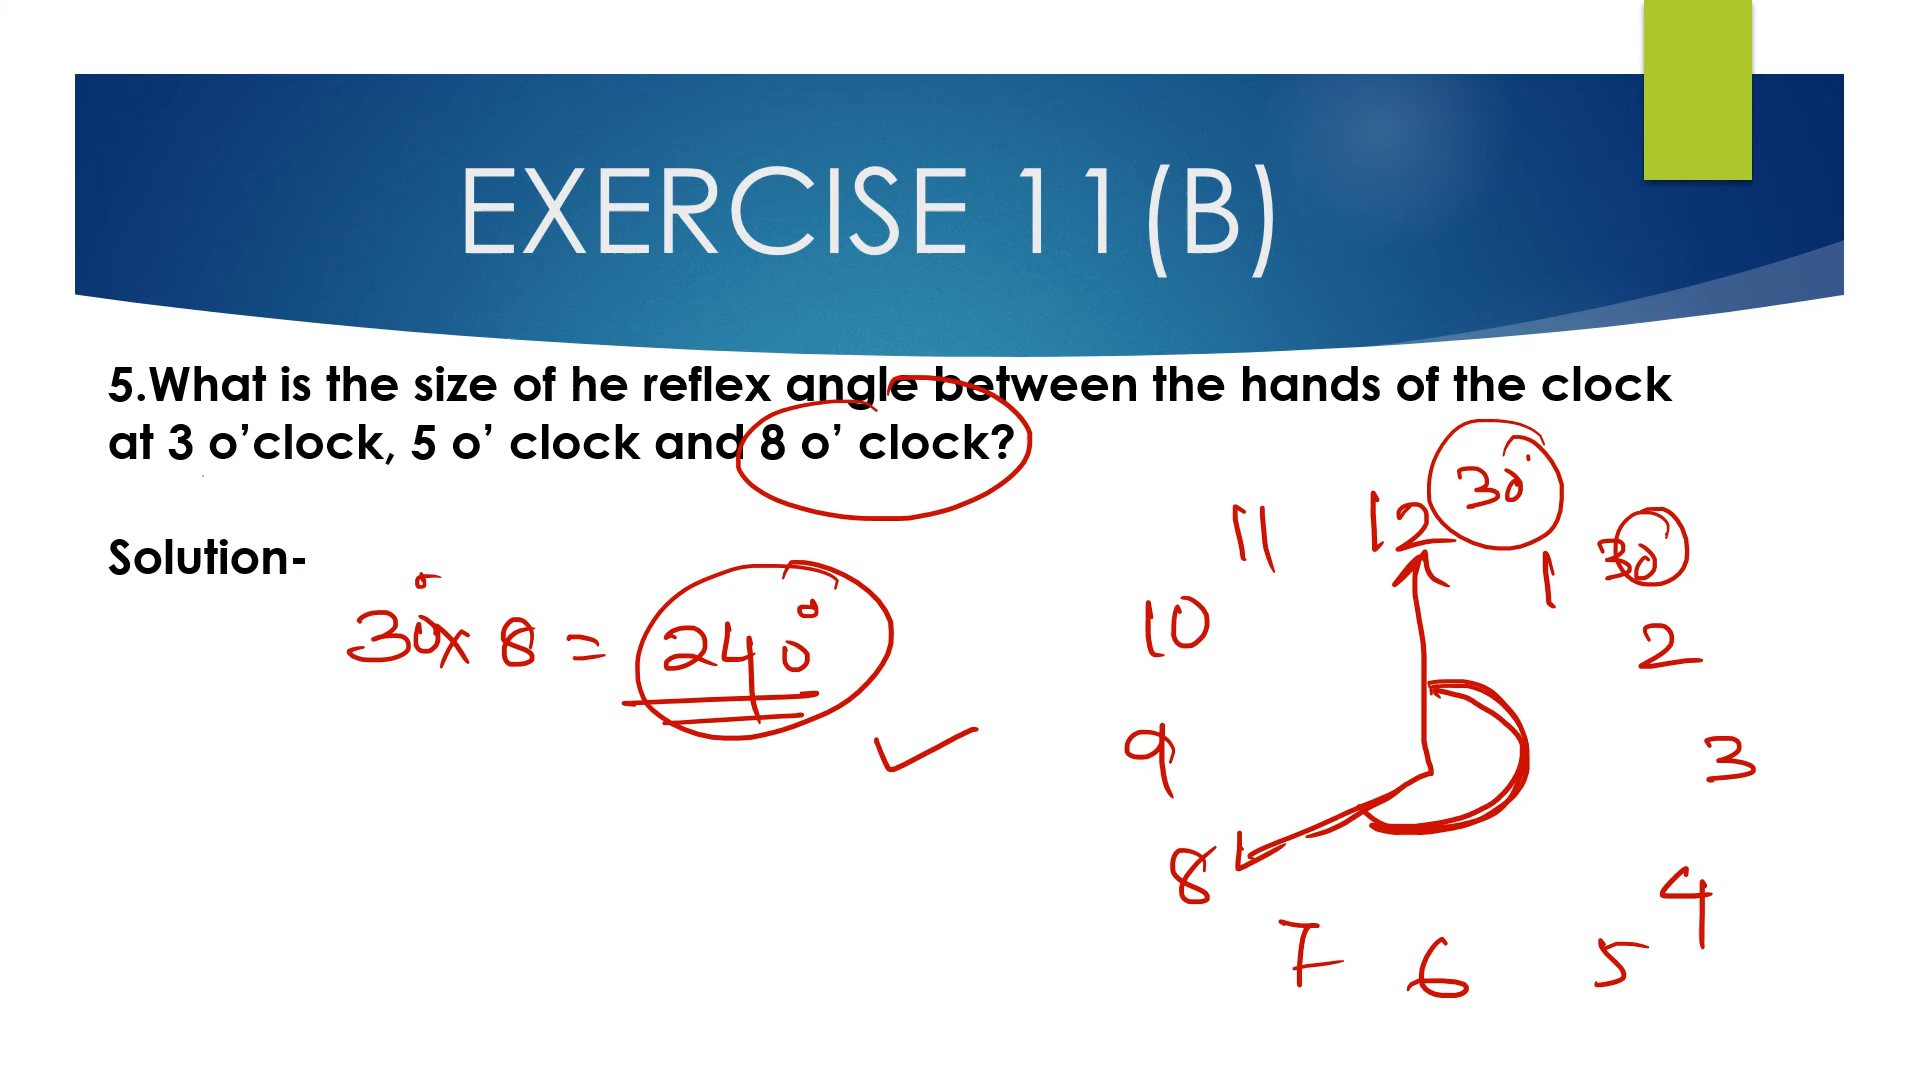 EXERCISE 11(B)
5.What is the size of he reflex angle between the hands of the clock
at 3 o’clock, 5 o’ clock and 8 o’ clock?
Solution-
30°x 8 = 240°
12
30°
1
30
2
3
4
5
6
7
8
9
10
11